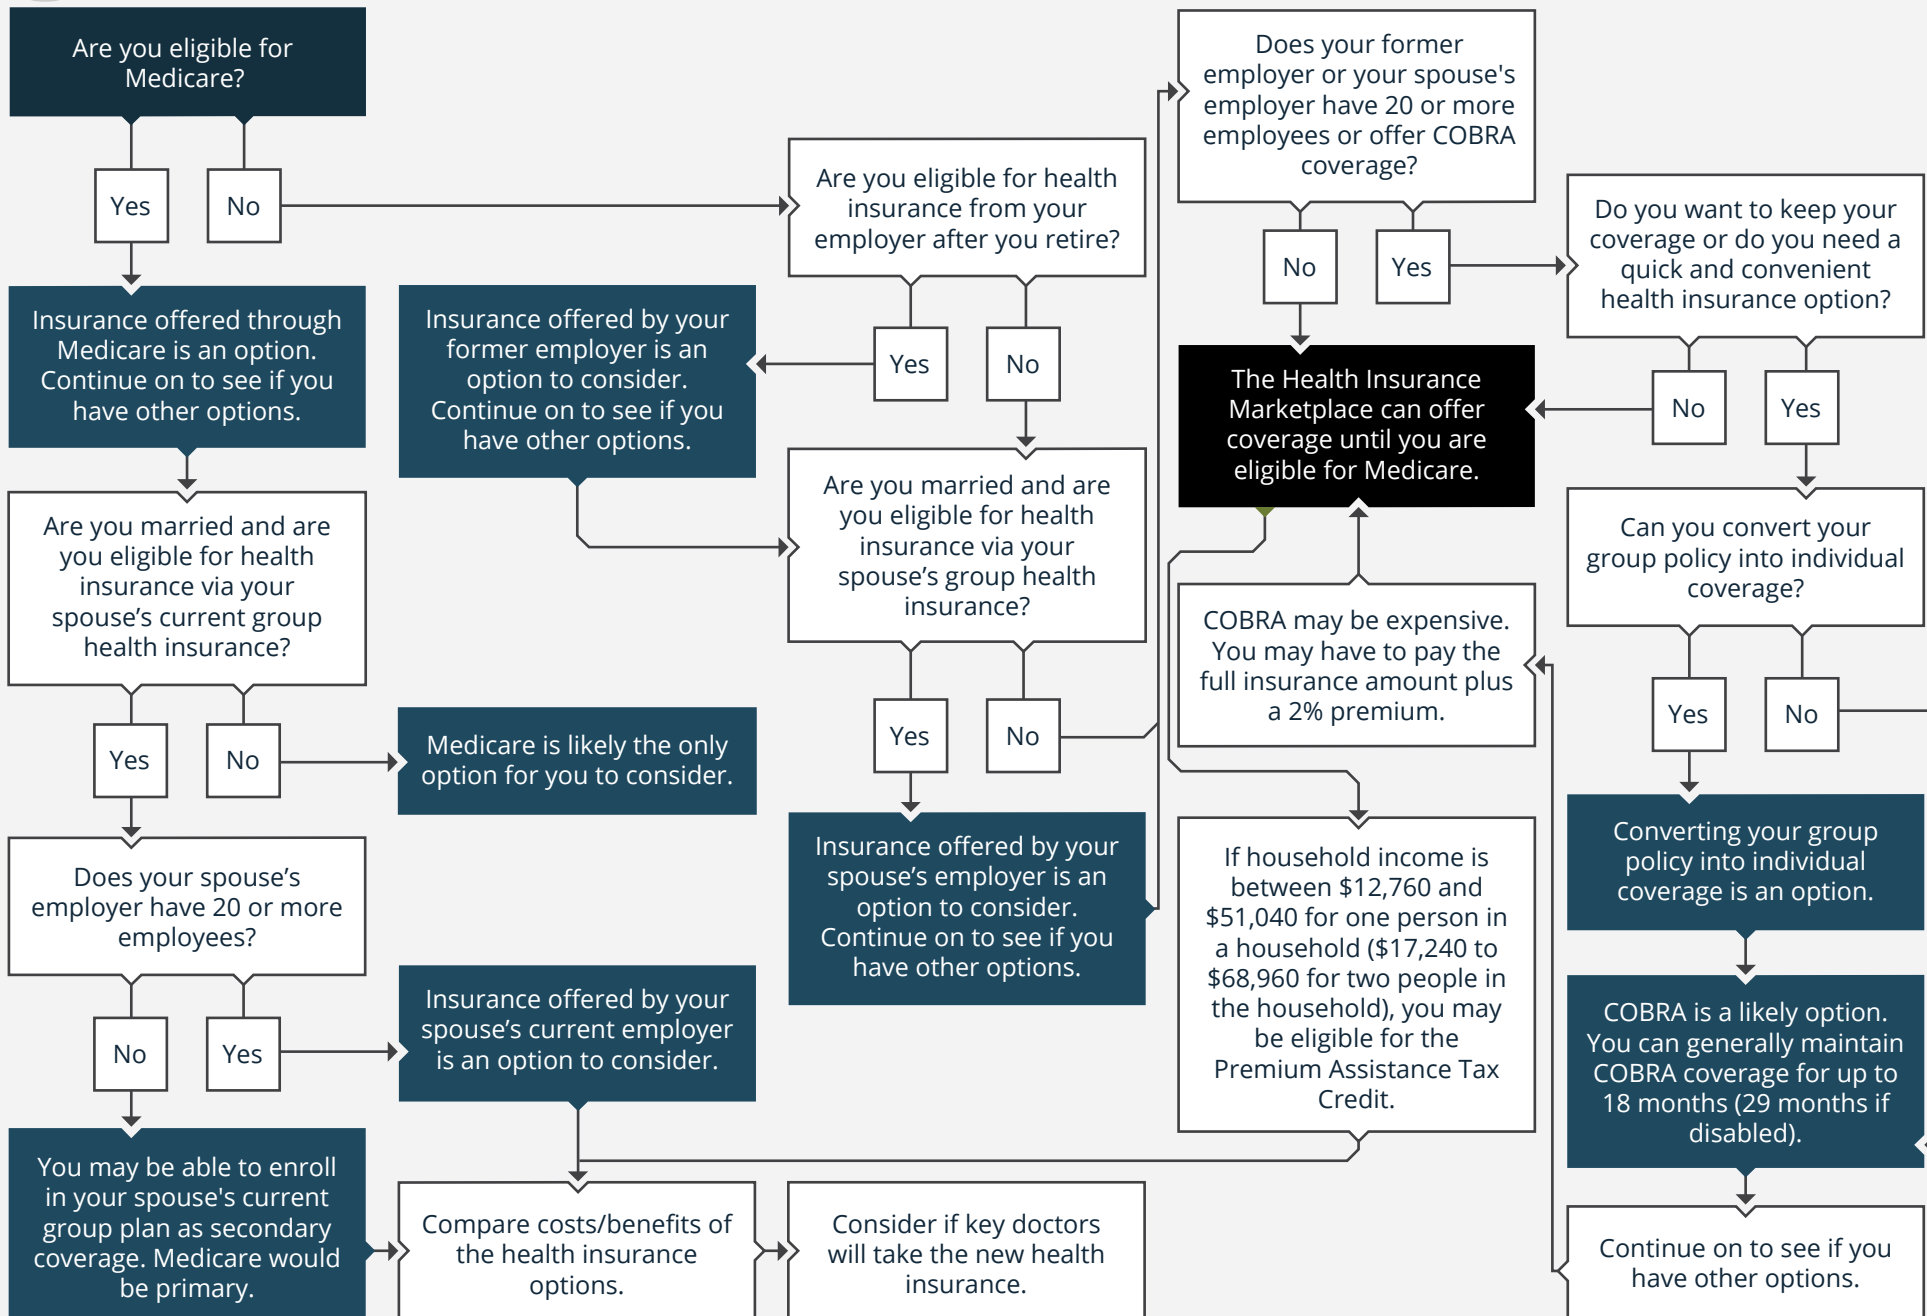 Are you eligible for
Medicare?
Yes
No
Insurance offered through
Medicare is an option.
Continue on to see if you
have other options.
Are you married and are
you eligible for health
insurance via your
spouse’s current group
health insurance?
Yes
No
Medicare is likely the only
option for you to consider.
Does your spouse’s
employer have 20 or more
employees?
No
Yes
Insurance offered by your
spouse’s current employer
is an option to consider.
You may be able to enroll
in your spouse's current
group plan as secondary
coverage. Medicare would
be primary.
Compare costs/benefits of
the health insurance
options.
Consider if key doctors
will take the new health
insurance.
Are you eligible for health
insurance from your
employer after you retire?
Yes
No
Insurance offered by your
former employer is an
option to consider.
Continue on to see if you
have other options.
Are you married and are
you eligible for health
insurance via your
spouse’s group health
insurance?
Yes
No
Insurance offered by your
spouse’s employer is an
option to consider.
Continue on to see if you
have other options.
Does your former
employer or your spouse's
employer have 20 or more
employees or offer COBRA
coverage?
No
Yes
The Health Insurance
Marketplace can offer
coverage until you are
eligible for Medicare.
COBRA may be expensive.
You may have to pay the
full insurance amount plus
a 2% premium.
If household income is
between $12,760 and
$51,040 for one person in
a household ($17,240 to
$68,960 for two people in
the household), you may
be eligible for the
Premium Assistance Tax
Credit.
Do you want to keep your
coverage or do you need a
quick and convenient
health insurance option?
No
Yes
Can you convert your
group policy into individual
coverage?
Yes
No
Converting your group
policy into individual
coverage is an option.
COBRA is a likely option.
You can generally maintain
COBRA coverage for up to
18 months (29 months if
disabled).
Continue on to see if you
have other options.